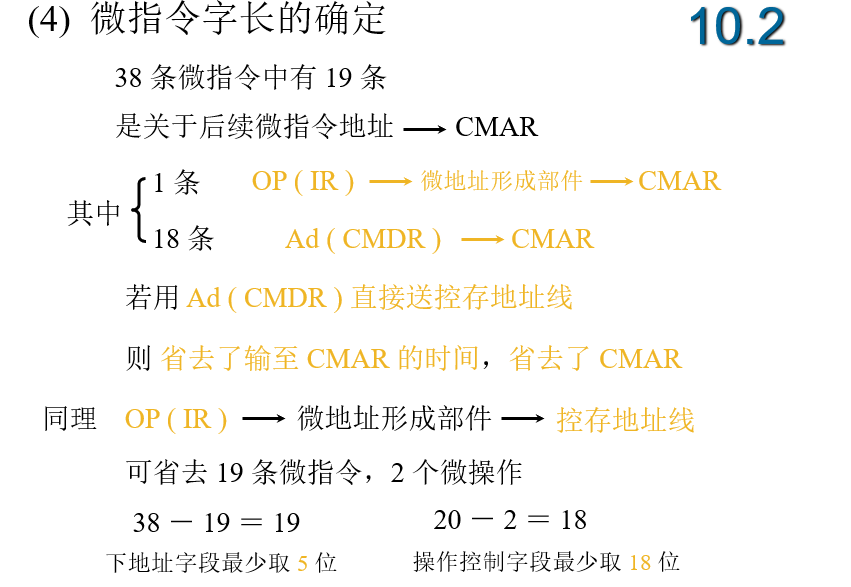 (4) 微指令字长的确定 10.2
38 条微指令中有 19 条
是关于后续微指令地址 → CMAR
其中 { 1 条 OP ( IR ) → 微地址形成部件 → CMAR
18 条 Ad ( CMDR ) → CMAR
若用 Ad ( CMDR ) 直接送控存地址线
则 省去了输至 CMAR 的时间，省去了 CMAR
同理 OP ( IR ) → 微地址形成部件 → 控存地址线
可省去 19 条微指令，2 个微操作
38 － 19 ＝ 19 20 － 2 ＝ 18
下地址字段最少取 5 位 操作控制字段最少取 18 位